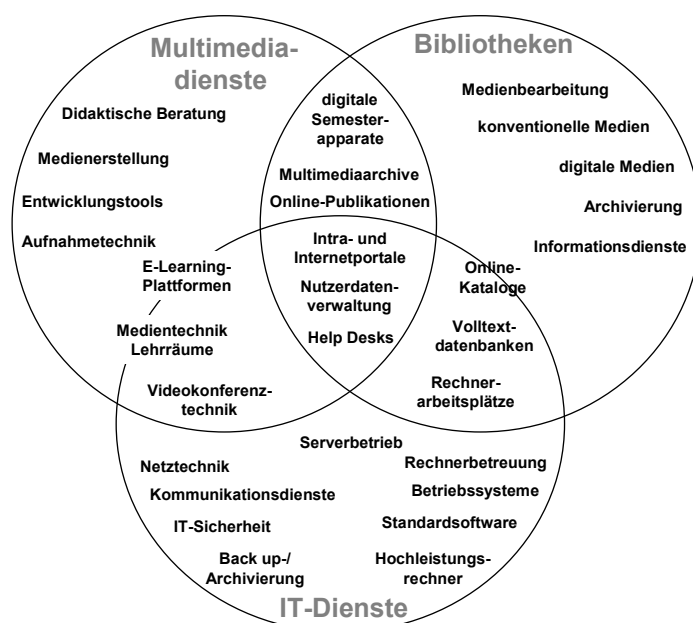 Multimedia-
dienste
Bibliotheken
Didaktische Beratung
Medienerstellung
Entwicklungstools
Aufnahmetechnik
digitale
Semester-
apparate
Multimediaarchive
Online-Publikationen
Medienbearbeitung
konventionelle Medien
digitale Medien
Archivierung
Informationsdienste
E-Learning-
Plattformen
Medientechnik
Lehrräume
Videokonferenz-
technik
Intra- und
Internetportale
Nutzerdaten-
verwaltung
Help Desks
Online-
Kataloge
Volltext-
datenbanken
Rechner-
arbeitsplätze
Serverbetrieb
Netztechnik
Kommunikationsdienste
IT-Sicherheit
Back up-/
Archivierung
Rechnerbetreuung
Betriebssysteme
Standardsoftware
Hochleistungs-
rechner
IT-Dienste